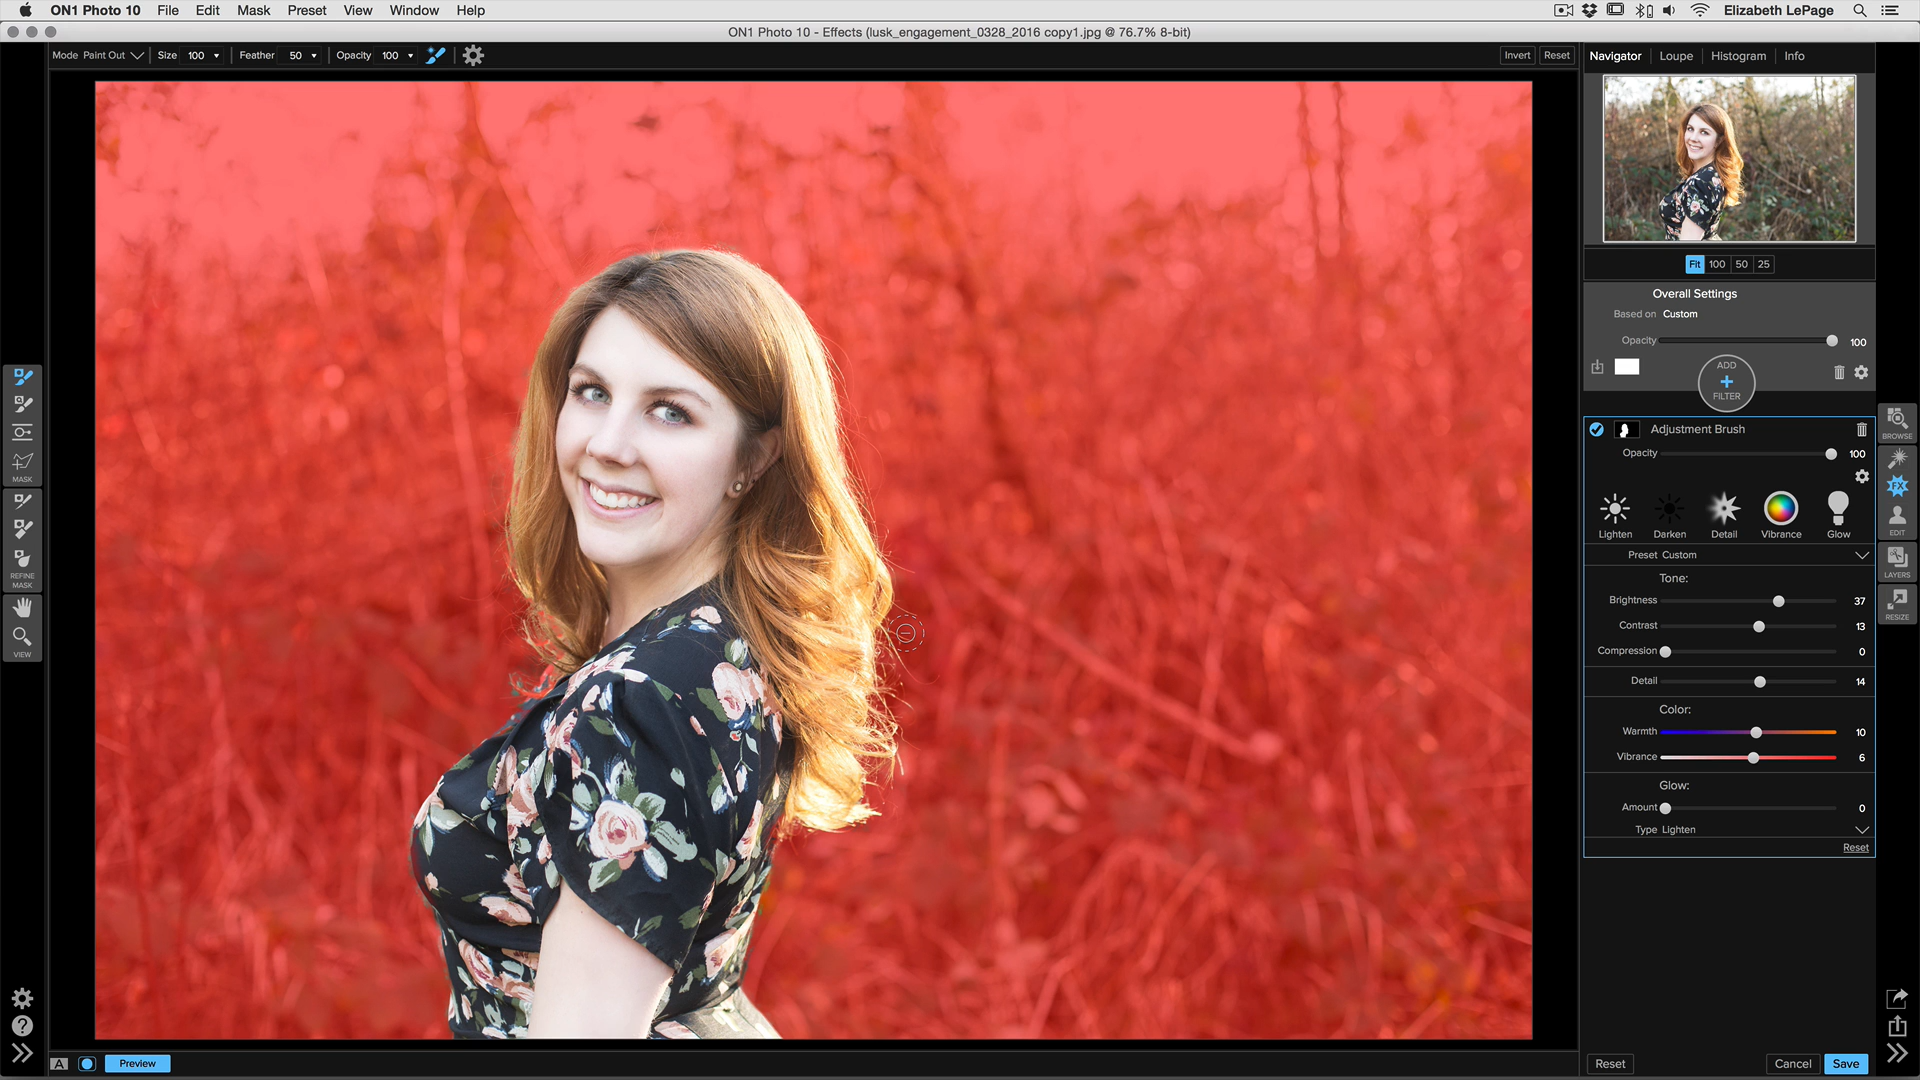 ON1 Photo 10 File Edit Mask Preset View Window Help Elizabeth LePage
ON1 Photo 10 - Effects (lusk_engagement_0328_2016 copy1.jpg @ 76.7% 8-bit)
Mode Paint Out Size 100 Feather 50 Opacity 100 Invert Reset
Navigator Loupe Histogram Info
Fit 100 50 25
Overall Settings
Based on Custom
Opacity 100
ADD
FILTER
Adjustment Brush
Opacity 100
Lighten Darken Detail Vibrance Glow
Preset Custom
Tone:
Brightness 37
Contrast 13
Compression 0
Detail 14
Color:
Warmth 10
Vibrance 6
Glow:
Amount 0
Type Lighten
Reset
MASK
REFINE
MASK
VIEW
BROWSE
FX
EDIT
LAYERS
RESIZE
A Preview
Reset Cancel Save